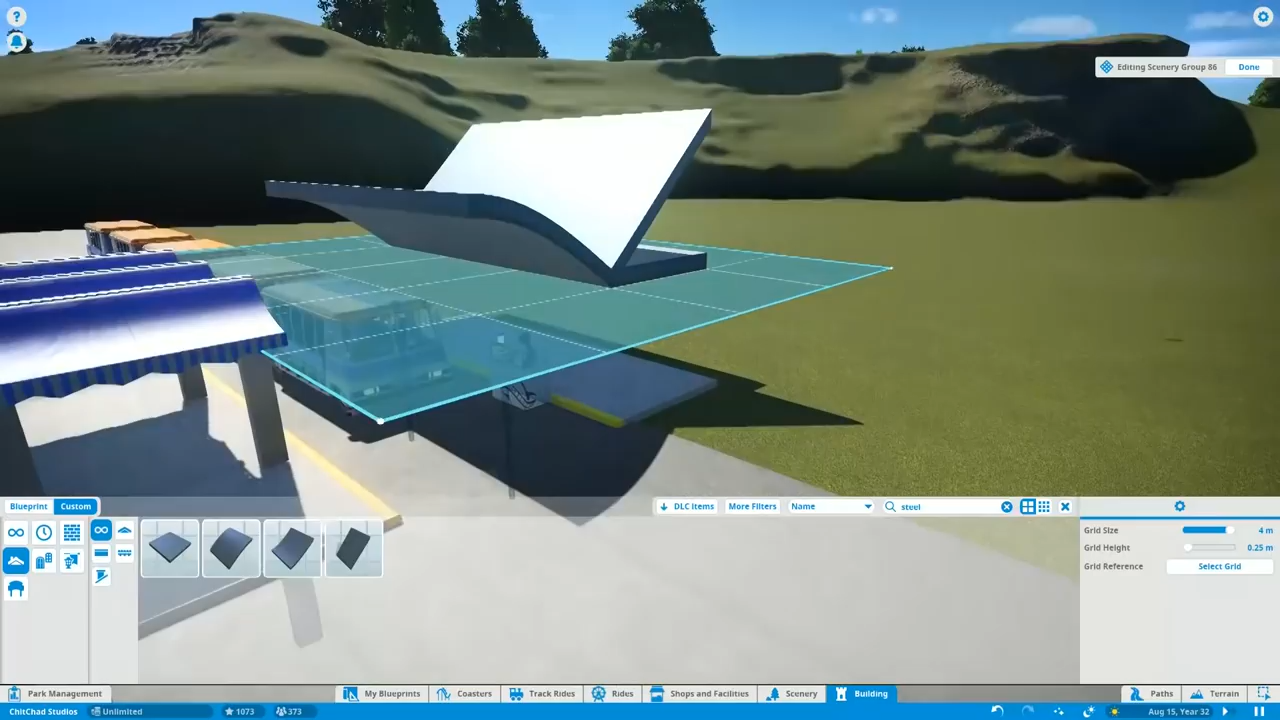 ?
Editing Scenery Group 86
Done
Blueprint
Custom
DLC Items
More Filters
Name
steel
Grid Size
4 m
Grid Height
0.25 m
Grid Reference
Select Grid
Park Management
My Blueprints
Coasters
Track Rides
Rides
Shops and Facilities
Scenery
Building
Paths
Terrain
ChitChad Studios
Unlimited
1073
373
Aug 15, Year 32